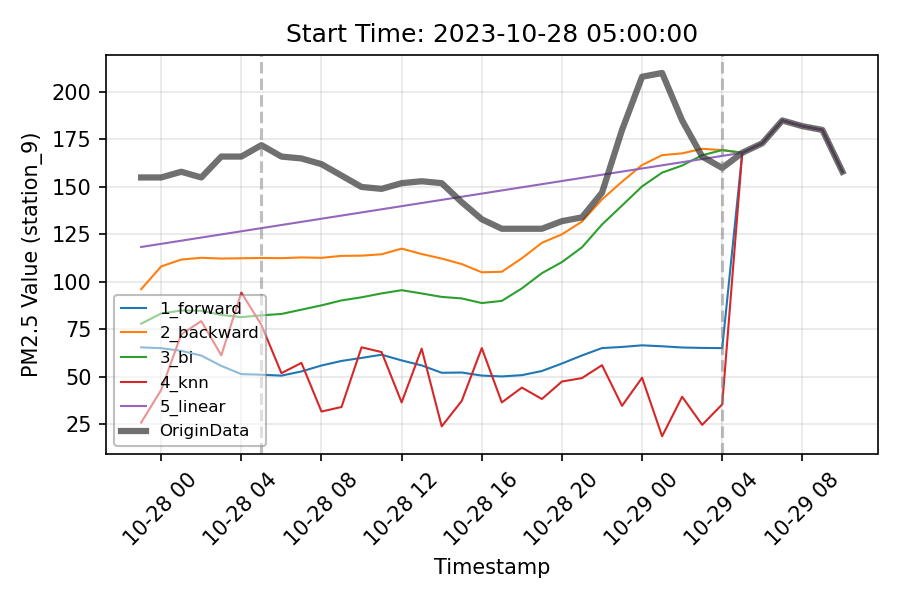 Start Time: 2023-10-28 05:00:00
PM2.5 Value (station_9)
200
175
150
125
100
75
50
25
1_forward
2_backward
3_bi
4_knn
5_linear
OriginData
10-28 00
10-28 04
10-28 08
10-28 12
10-28 16
10-28 20
10-29 00
10-29 04
10-29 08
Timestamp